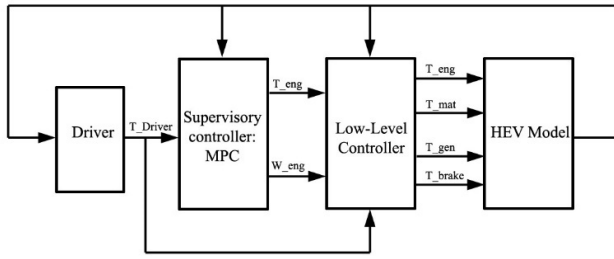 Driver
T_Driver
Supervisory
controller:
MPC
T_eng
W_eng
Low-Level
Controller
T_eng
T_mat
T_gen
T_brake
HEV Model